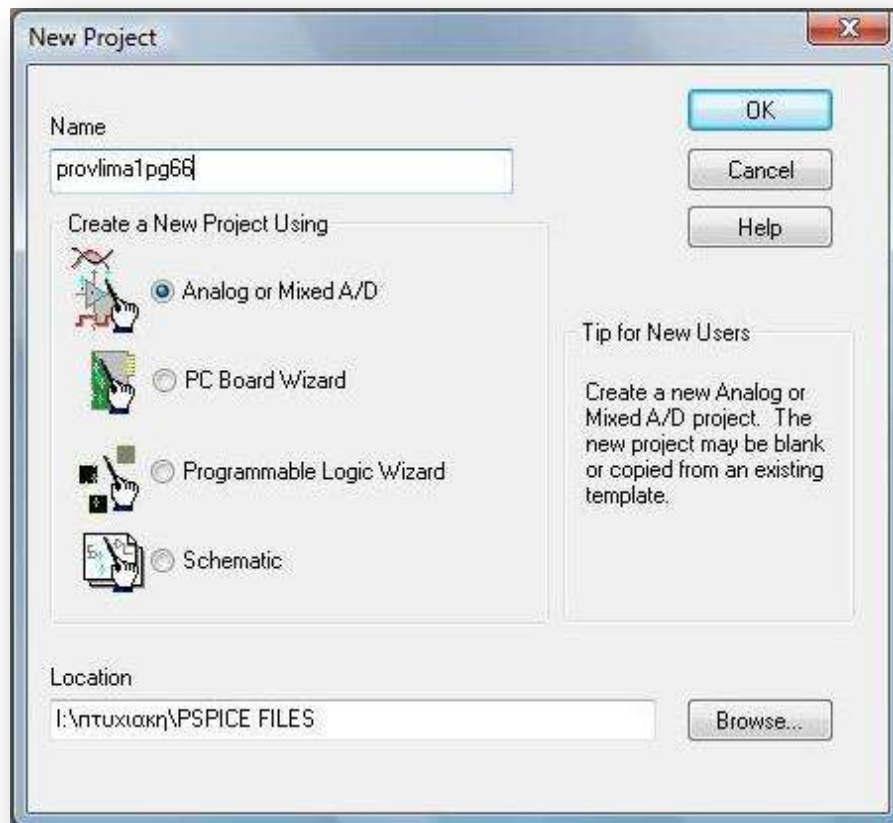 New Project
Name
provlima1pg66
OK
Cancel
Help
Create a New Project Using
Analog or Mixed A/D
PC Board Wizard
Programmable Logic Wizard
Schematic
Tip for New Users
Create a new Analog or
Mixed A/D project. The
new project may be blank
or copied from an existing
template.
Location
I:\πτυχιακη\PSPICE FILES
Browse...